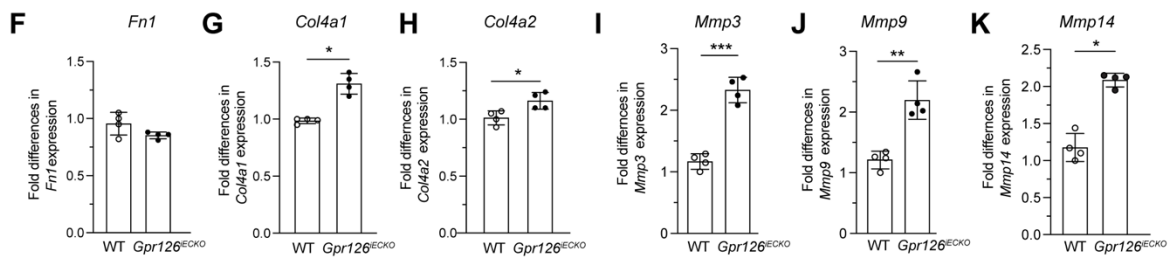 F
Fn1
Fold differences in
Fn1expression
1.5
1.0
0.5
0.0
WT Gpr126iECKO
G
Col4a1
Fold differences in
Col4a1 expression
1.5
1.0
0.5
0.0
*
WT Gpr126iECKO
H
Col4a2
Fold differences in
Col4a2 expression
1.5
1.0
0.5
0.0
*
WT Gpr126iECKO
I
Mmp3
Fold differnces in
Mmp3 expression
3
2
1
0
***
WT Gpr126iECKO
J
Mmp9
Fold differnces in
Mmp9 expression
3
2
1
0
**
WT Gpr126iECKO
K
Mmp14
Fold differences in
Mmp14 expression
2.5
2.0
1.5
1.0
0.5
0.0
*
WT Gpr126iECKO